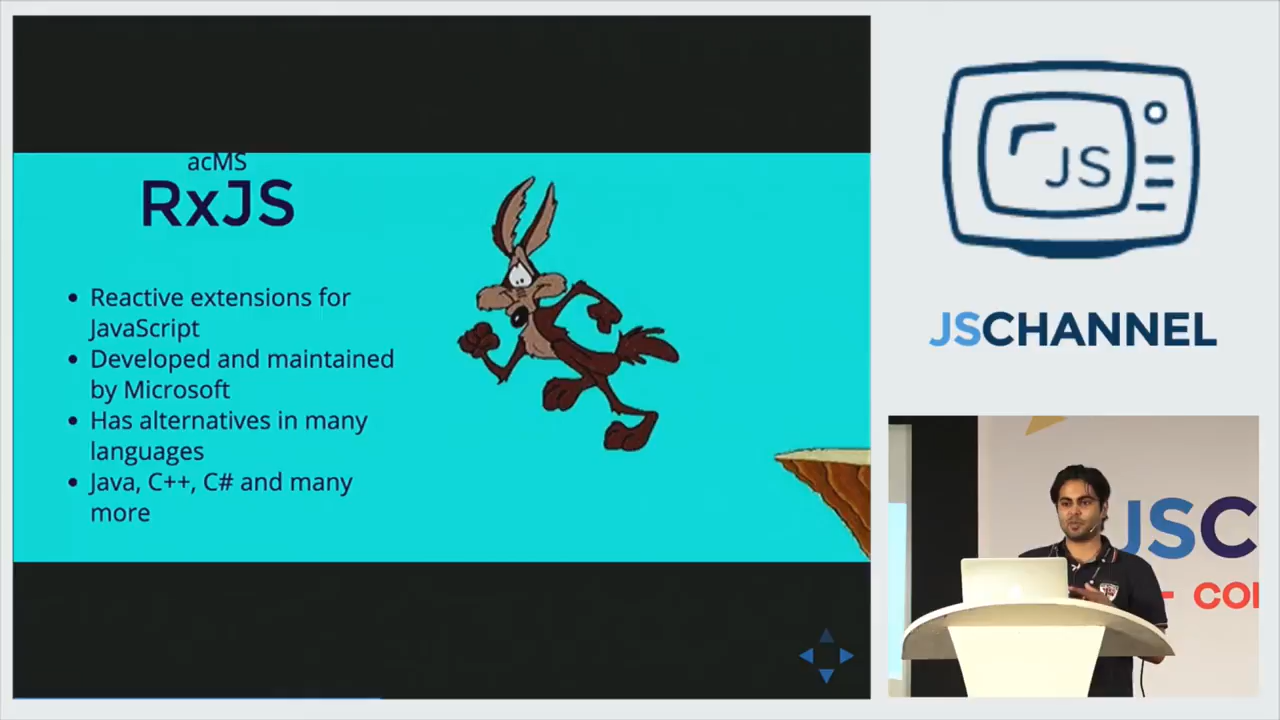 acMS
RxJS
Reactive extensions for
JavaScript
Developed and maintained
by Microsoft
Has alternatives in many
languages
Java, C++, C# and many
more
JS
JSCHANNEL
JSC
COI